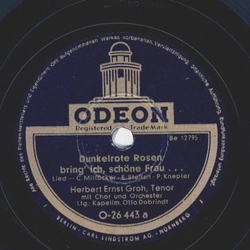 ODEON
Registered Trade Mark
Be 12795
Dunkelrote Rosen
bring' ich, schöne Frau . . .
Lied — C. Millöcker - E. Steffan - P. Knepler
Herbert Ernst Groh, Tenor
mit Chor und Orchester
Ltg. Kapellm. Otto Dobrindt
O-26 443 a
BERLIN - CARL LINDSTRÖM AG. - NÜRNBERG